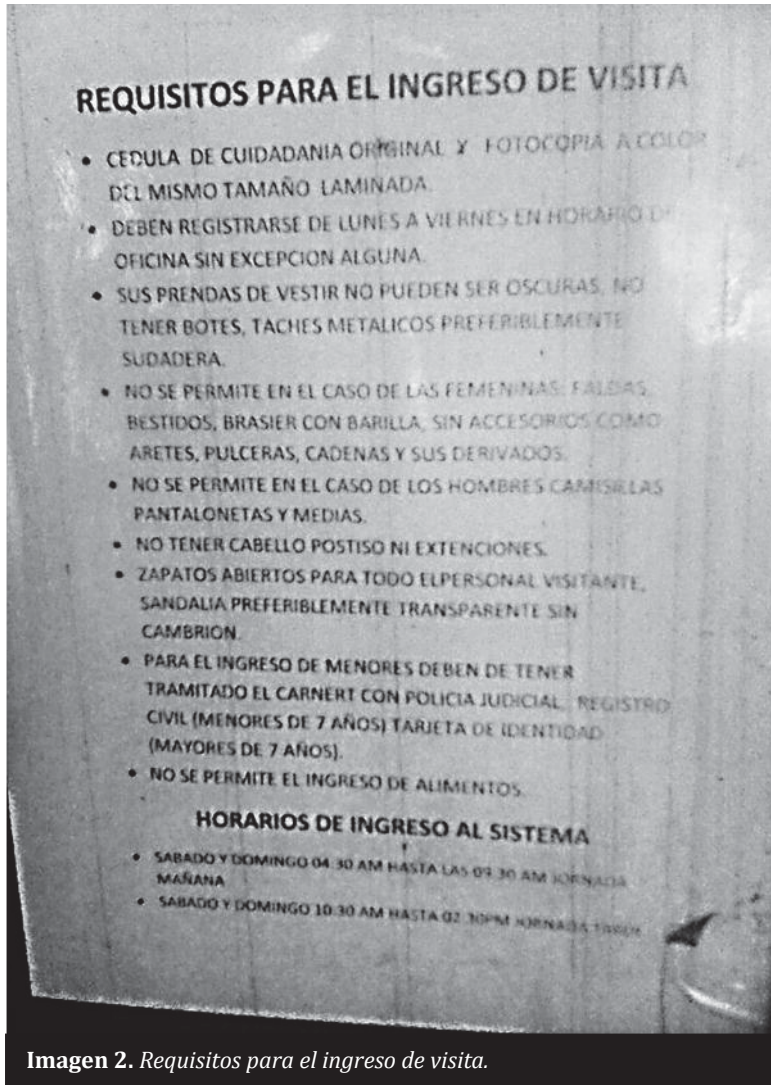 REQUISITOS PARA EL INGRESO DE VISITA
• CEDULA DE CUIDADANIA ORIGINAL Y FOTOCOPIA A COLOR
DEL MISMO TAMAÑO LAMINADA.
• DEBEN REGISTRARSE DE LUNES A VIERNES EN HORARIO DE
OFICINA SIN EXCEPCION ALGUNA.
• SUS PRENDAS DE VESTIR NO PUEDEN SER OSCURAS, NO
TENER BOTES, TACHES METALICOS PREFERIBLEMENTE
SUDADERA.
• NO SE PERMITE EN EL CASO DE LAS FEMENINAS: FALDAS,
BESTIDOS, BRASIER CON BARILLA, SIN ACCESORIOS COMO
ARETES, PULCERAS, CADENAS Y SUS DERIVADOS.
• NO SE PERMITE EN EL CASO DE LOS HOMBRES CAMISILLAS
PANTALONETAS Y MEDIAS.
• NO TENER CABELLO POSTISO NI EXTENCIONES.
• ZAPATOS ABIERTOS PARA TODO ELPERSONAL VISITANTE,
SANDALIA PREFERIBLEMENTE TRANSPARENTE SIN
CAMBRION.
• PARA EL INGRESO DE MENORES DEBEN DE TENER
TRAMITADO EL CARNERT CON POLICIA JUDICIAL, REGISTRO
CIVIL (MENORES DE 7 AÑOS) TARJETA DE IDENTIDAD
(MAYORES DE 7 AÑOS).
• NO SE PERMITE EL INGRESO DE ALIMENTOS.
HORARIOS DE INGRESO AL SISTEMA
• SABADO Y DOMINGO 04:30 AM HASTA LAS 09:30 AM JORNADA
MAÑANA
• SABADO Y DOMINGO 10:30 AM HASTA 02:30PM JORNADA TARDE
Imagen 2. Requisitos para el ingreso de visita.